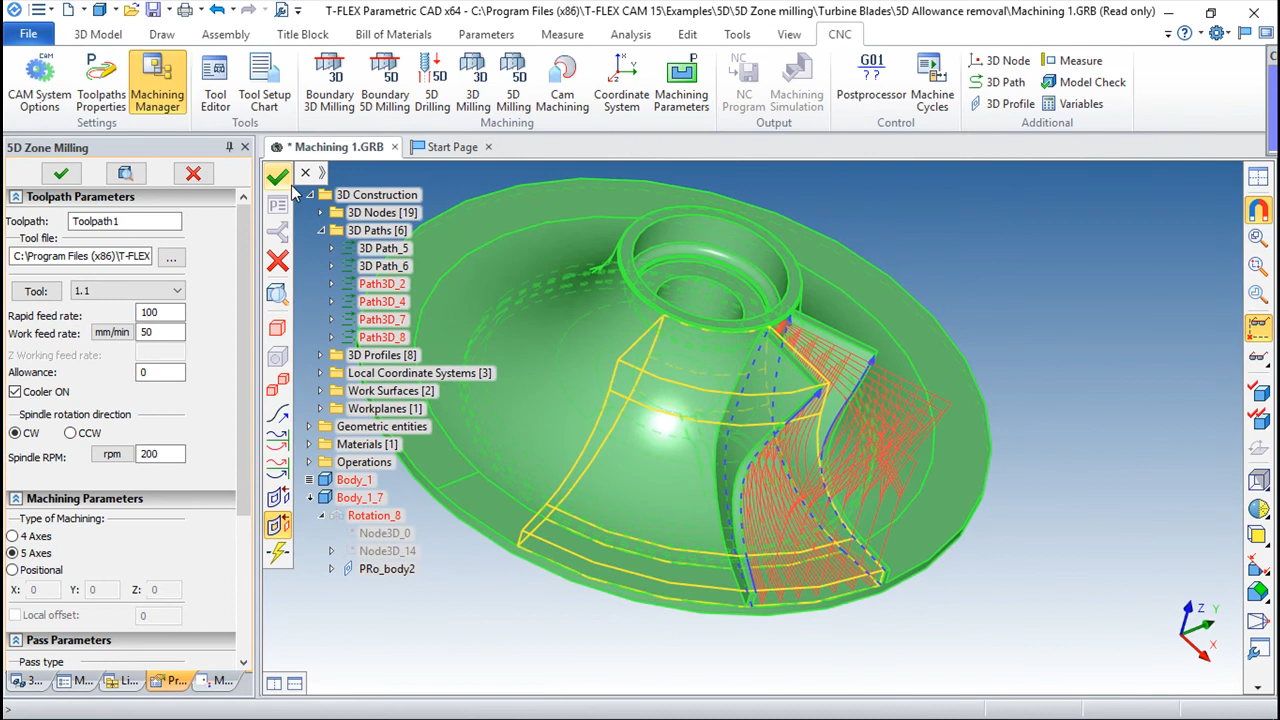 T-FLEX Parametric CAD x64 - C:\Program Files (x86)\T-FLEX CAM 15\Examples\5D\5D Zone milling\Turbine Blades\5D Allowance removal\Machining 1.GRB (Read only)
File 3D Model Draw Assembly Title Block Bill of Materials Parameters Measure Analysis Edit Tools View CNC
CAM System Options
Toolpaths Properties
Machining Manager
Settings
Tool Editor
Tool Setup Chart
Tools
Boundary 3D Milling
Boundary 5D Milling
5D Drilling
3D Milling
5D Milling
Cam Machining
Coordinate System
Machining Parameters
Machining
NC Program
Machining Simulation
Output
G01
??
Postprocessor
Machine Cycles
Control
3D Node
3D Path
3D Profile
Measure
Model Check
Variables
Additional
5D Zone Milling
* Machining 1.GRB
Start Page
Toolpath Parameters
Toolpath: Toolpath1
Tool file:
C:\Program Files (x86)\T-FLEX ...
Tool: 1.1
Rapid feed rate: 100
Work feed rate: mm/min 50
Z Working feed rate:
Allowance: 0
Cooler ON
Spindle rotation direction
CW CCW
Spindle RPM: rpm 200
Machining Parameters
Type of Machining:
4 Axes
5 Axes
Positional
X: 0 Y: 0 Z: 0
Local offset: 0
Pass Parameters
Pass type
3... M... Li... Pr... M...
3D Construction
3D Nodes [19]
3D Paths [6]
3D Path_5
3D Path_6
Path3D_2
Path3D_4
Path3D_7
Path3D_8
3D Profiles [8]
Local Coordinate Systems [3]
Work Surfaces [2]
Workplanes [1]
Geometric entities
Materials [1]
Operations
Body_1
Body_1_7
Rotation_8
Node3D_0
Node3D_14
PRo_body2
Z
Y
X
>